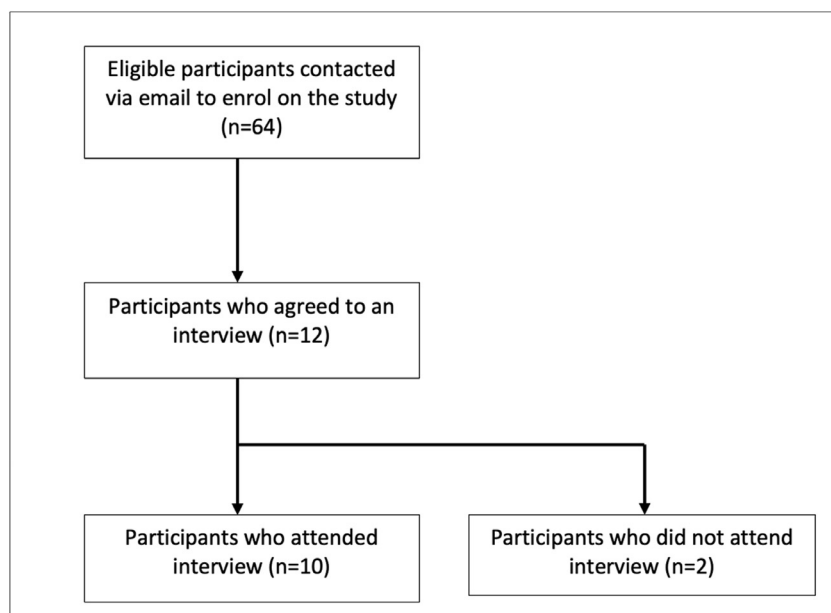 Eligible participants contacted
via email to enrol on the study
(n=64)
Participants who agreed to an
interview (n=12)
Participants who attended
interview (n=10)
Participants who did not attend
interview (n=2)